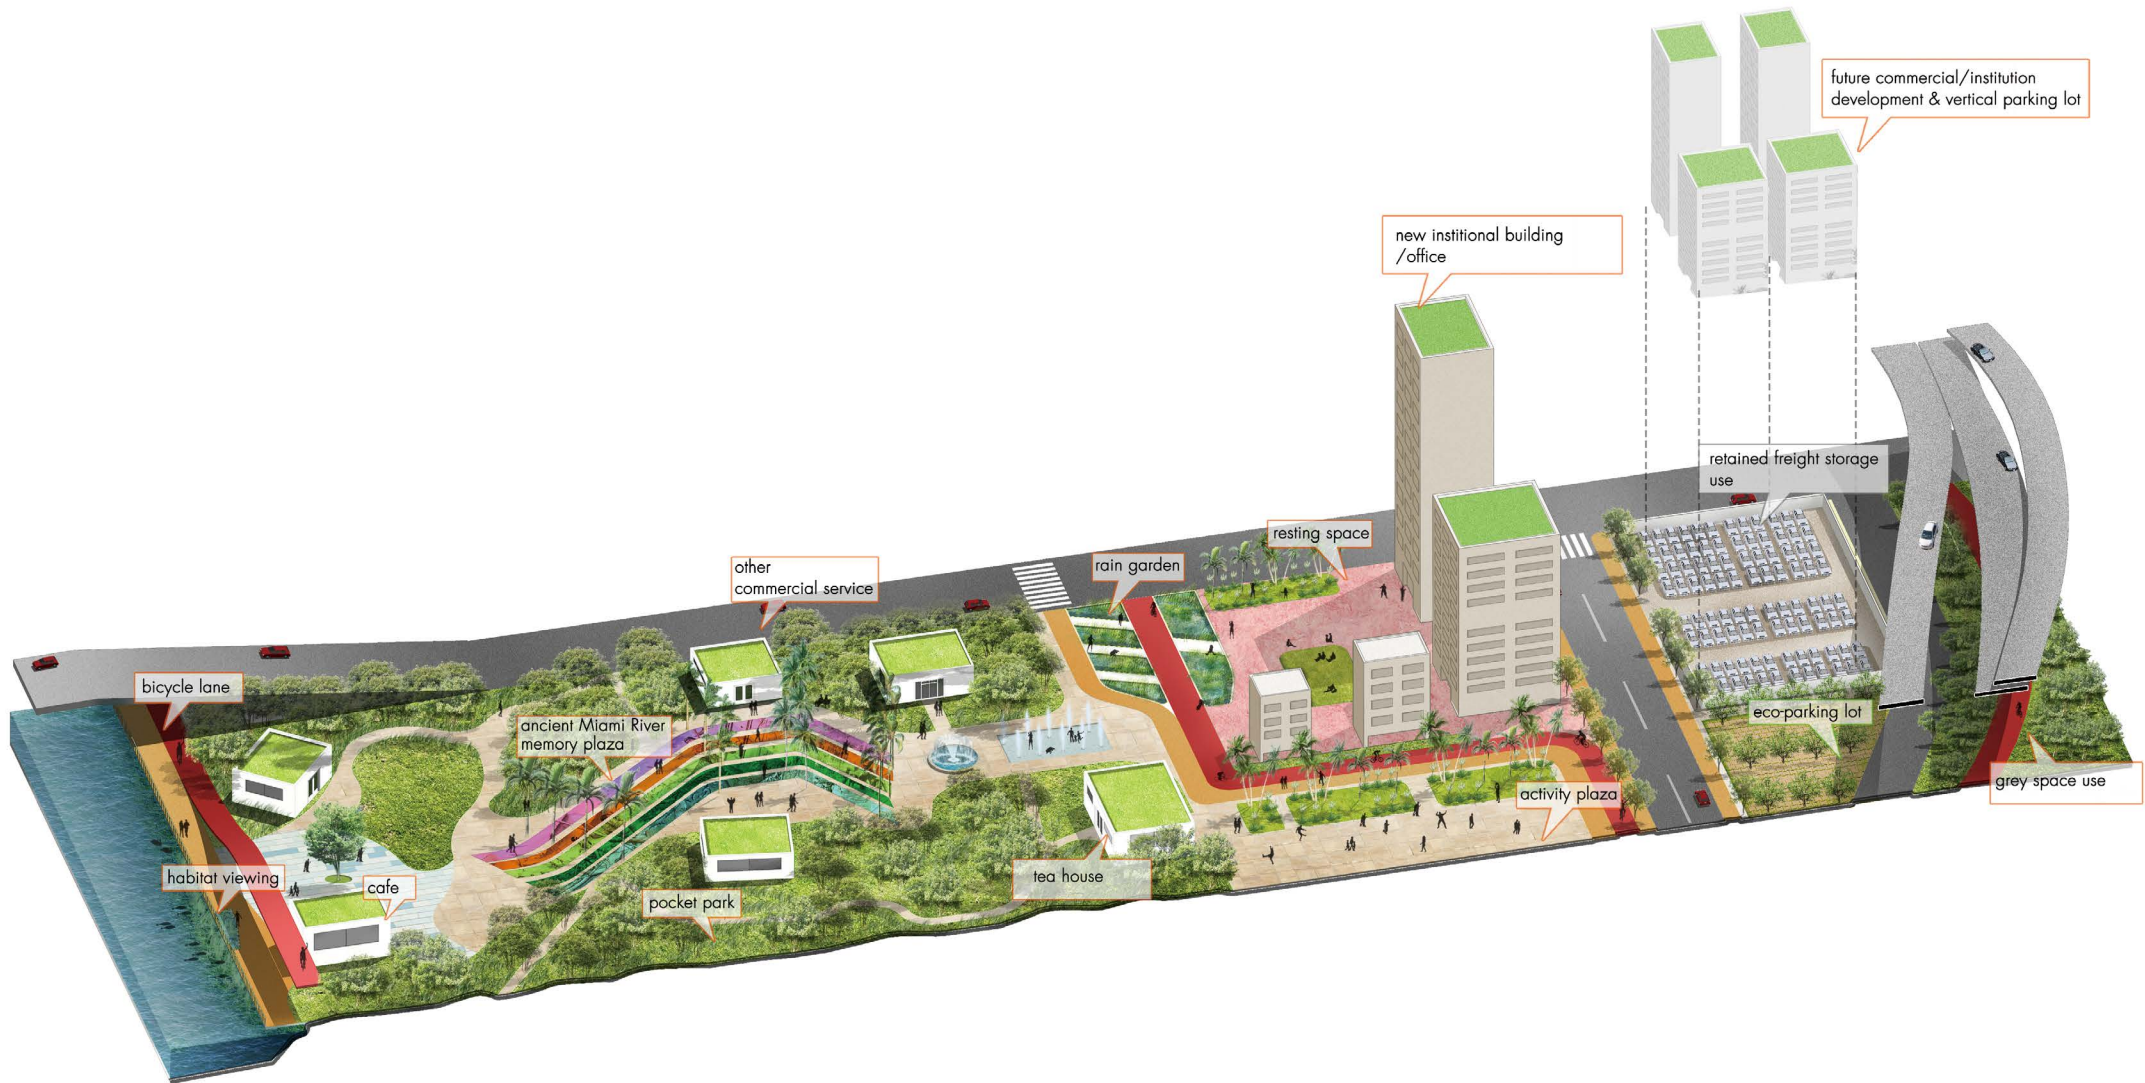 future commercial/institution
development & vertical parking lot
new institional building
/office
retained freight storage
use
resting space
rain garden
other
commercial service
bicycle lane
ancient Miami River
memory plaza
eco-parking lot
grey space use
activity plaza
habitat viewing
cafe
tea house
pocket park